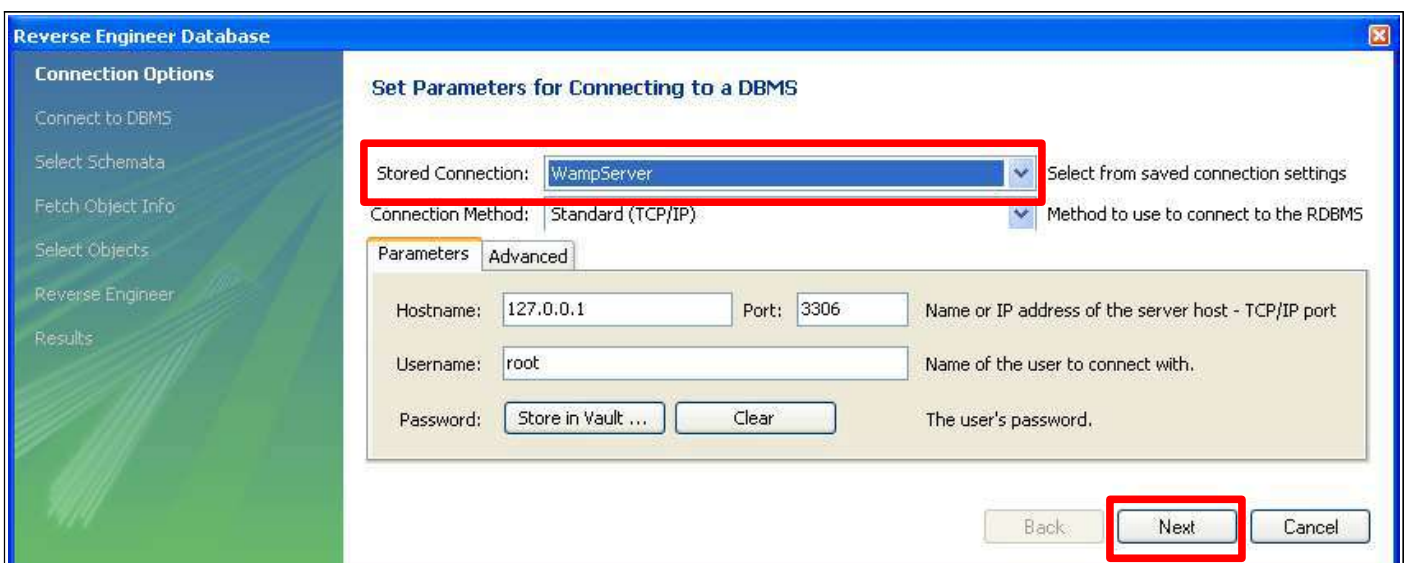 Reverse Engineer Database
Connection Options
Connect to DBMS
Select Schemata
Fetch Object Info
Select Objects
Reverse Engineer
Results
Set Parameters for Connecting to a DBMS
Stored Connection: WampServer Select from saved connection settings
Connection Method: Standard (TCP/IP) Method to use to connect to the RDBMS
Parameters Advanced
Hostname: 127.0.0.1 Port: 3306 Name or IP address of the server host - TCP/IP port
Username: root Name of the user to connect with.
Password: Store in Vault ... Clear The user's password.
Back Next Cancel